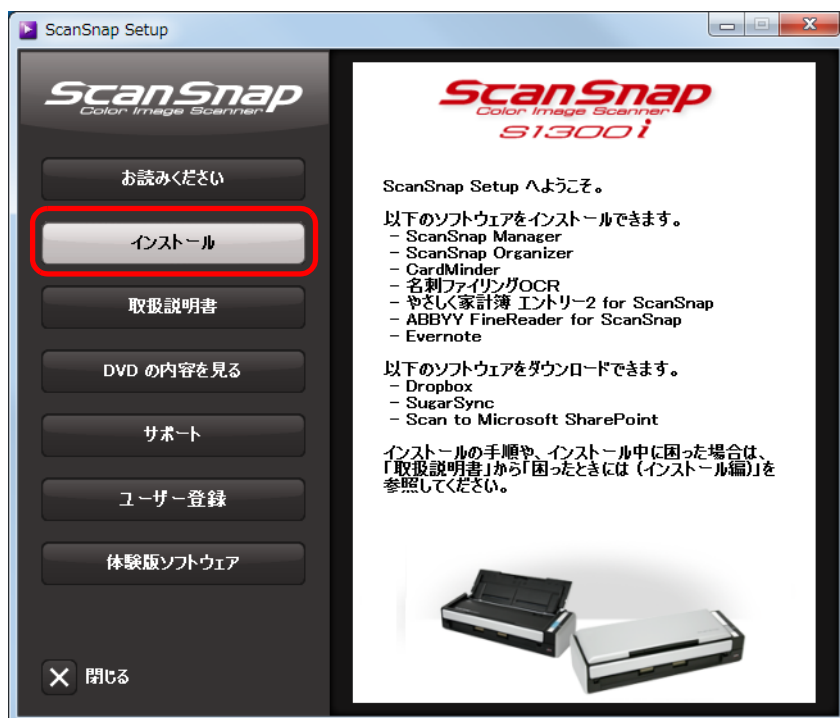 ScanSnap Setup
ScanSnap
Color Image Scanner
お読みください
インストール
取扱説明書
DVD の内容を見る
サポート
ユーザー登録
体験版ソフトウェア
閉じる
ScanSnap
Color Image Scanner
S1300i
ScanSnap Setup へようこそ。
以下のソフトウェアをインストールできます。
- ScanSnap Manager
- ScanSnap Organizer
- CardMinder
- 名刺ファイリングOCR
- やさしく家計簿 エントリー2 for ScanSnap
- ABBYY FineReader for ScanSnap
- Evernote
以下のソフトウェアをダウンロードできます。
- Dropbox
- SugarSync
- Scan to Microsoft SharePoint
インストールの手順や、インストール中に困った場合は、
「取扱説明書」から「困ったときには (インストール編)」を
参照してください。